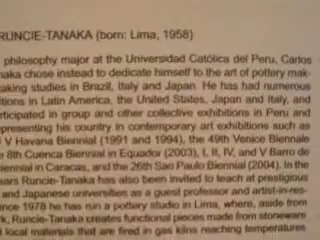 RUNCIE-TANAKA (born: Lima, 1958)
philosophy major at the Universidad Católica del Peru, Carlos
naka chose instead to dedicate himself to the art of pottery mak-
taking studies in Brazil, Italy and Japan. He has had numerous
itions in Latin America, the United States, Japan and Italy, and
rticipated in group and other collective exhibitions in Peru and
epresenting his country in contemporary art exhibitions such as
d V Havana Biennial (1991 and 1994), the 49th Venice Biennale
e 8th Cuenca Biennial in Equador (2003), I, II, IV, and V Barro de
iennial in Caracas, and the 26th Sao Paulo Biennial (2004). In the
ears Runcie-Tanaka has also been invited to teach at prestigious
and Japanese universities as a guest professor and artist-in-res-
nce 1978 he has run a pottery studio in Lima, where, aside from
rk, Runcie-Tanaka creates functional pieces made from stoneware
d local materials that are fired in gas kilns reaching temperatures